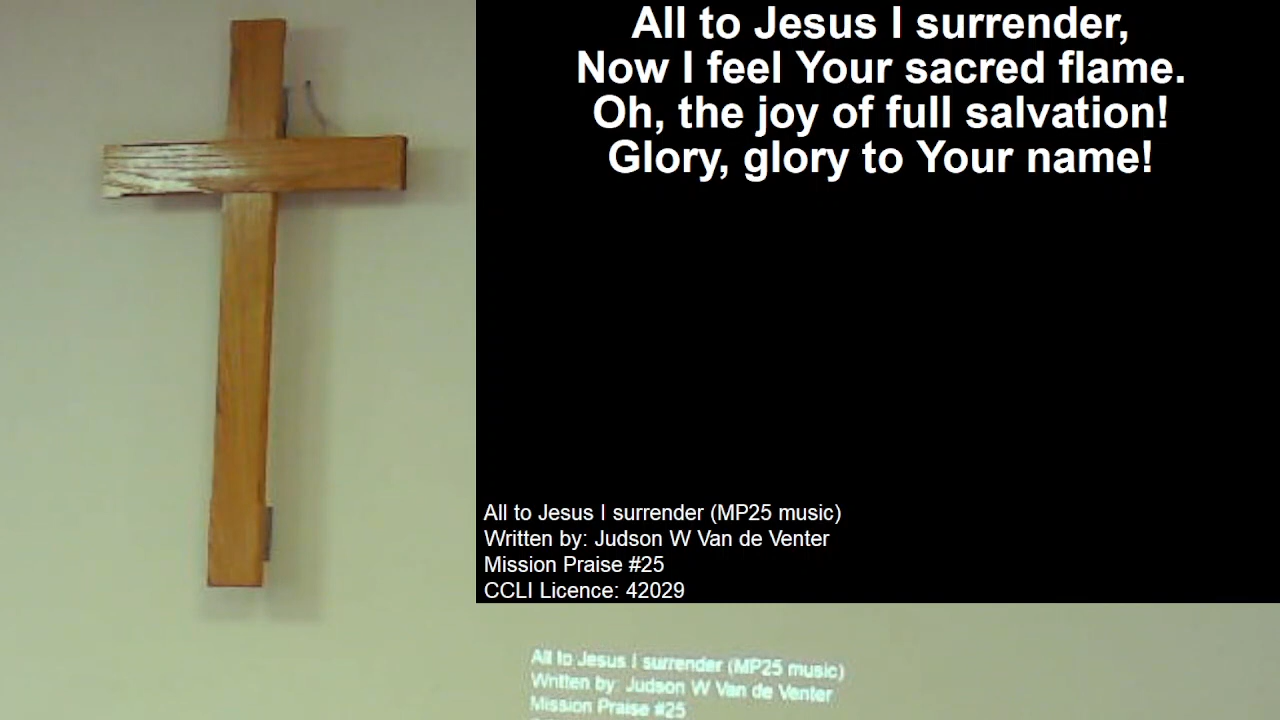 All to Jesus I surrender,
Now I feel Your sacred flame.
Oh, the joy of full salvation!
Glory, glory to Your name!
All to Jesus I surrender (MP25 music)
Written by: Judson W Van de Venter
Mission Praise #25
CCLI Licence: 42029
All to Jesus I surrender (MP25 music)
Written by: Judson W Van de Venter
Mission Praise #25